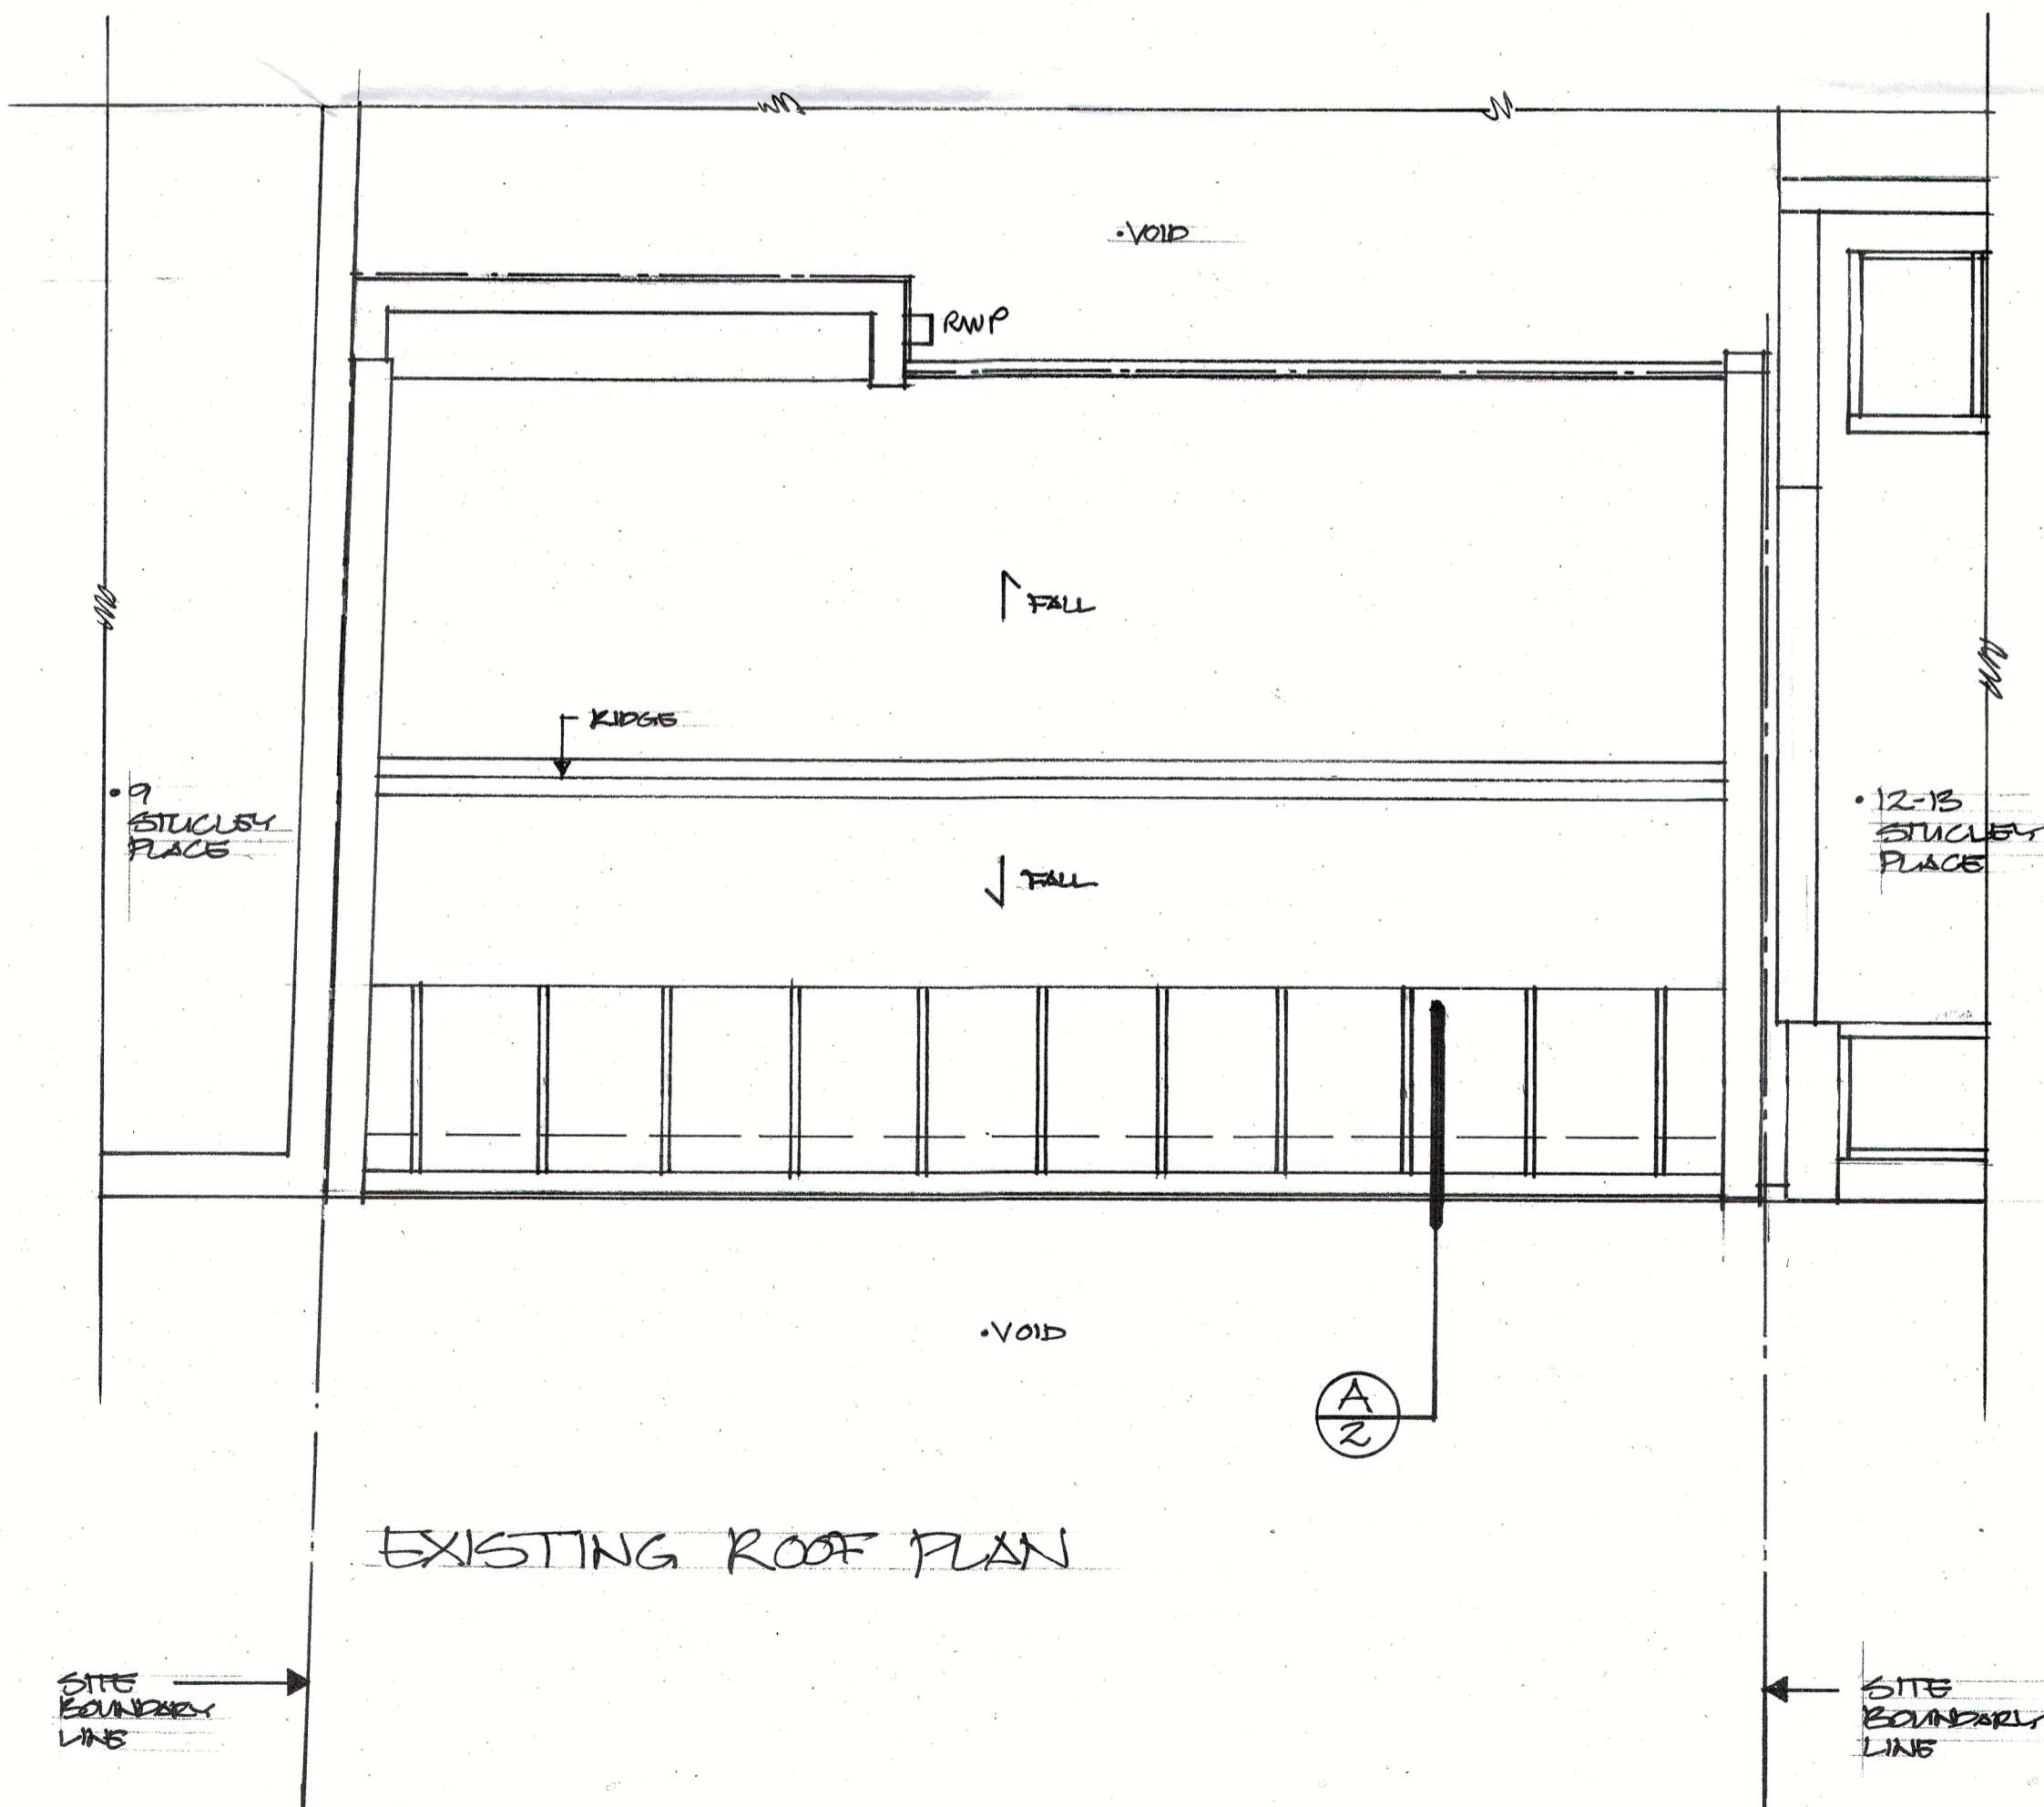 •VOID
RWP
FALL
RIDGE
•9
STUCLEY
PLACE
•12-13
STUCLEY
PLACE
FALL
•VOID
A
2
EXISTING ROOF PLAN
SITE
BOUNDARY
LINE
SITE
BOUNDARY
LINE